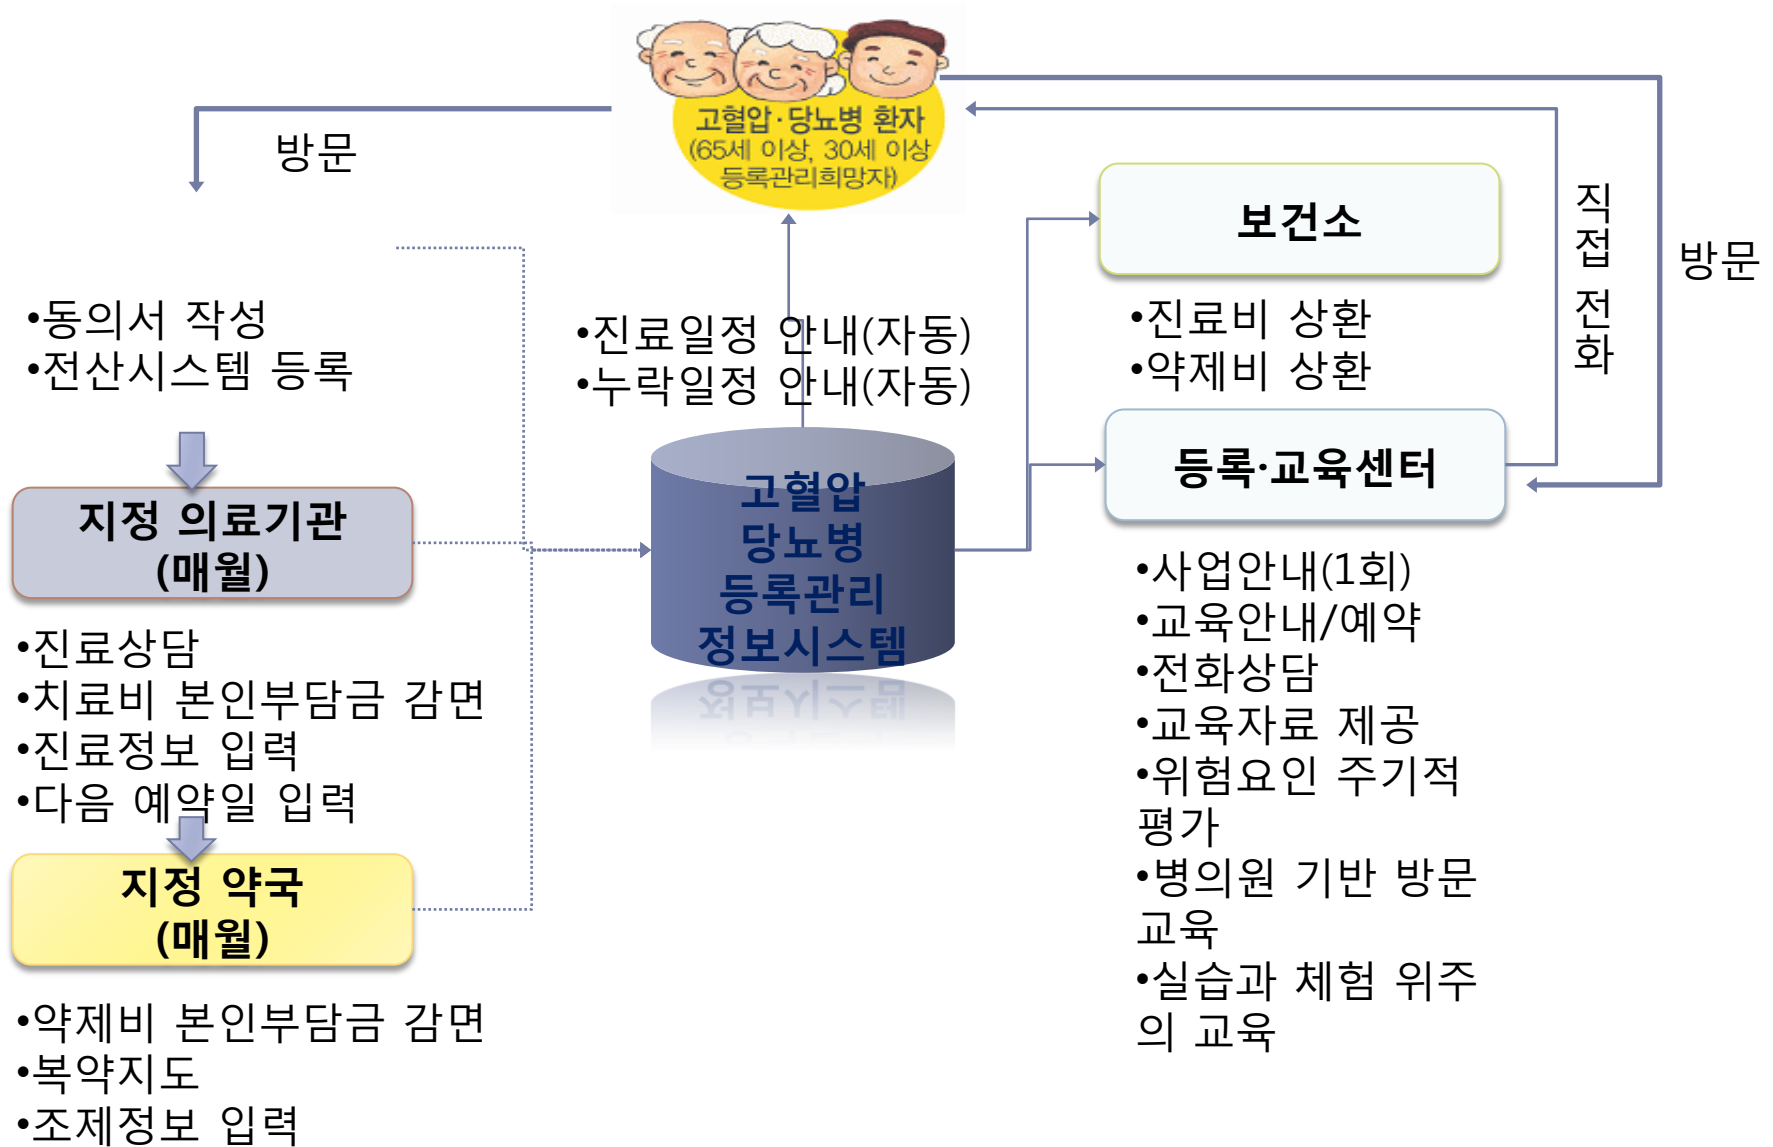 고혈압·당뇨병 환자
(65세 이상, 30세 이상
등록관리희망자)
방문
•동의서 작성
•전산시스템 등록
지정 의료기관
(매월)
•진료상담
•치료비 본인부담금 감면
•진료정보 입력
•다음 예약일 입력
지정 약국
(매월)
•약제비 본인부담금 감면
•복약지도
•조제정보 입력
•진료일정 안내(자동)
•누락일정 안내(자동)
고혈압
당뇨병
등록관리
정보시스템
보건소
•진료비 상환
•약제비 상환
등록·교육센터
•사업안내(1회)
•교육안내/예약
•전화상담
•교육자료 제공
•위험요인 주기적
평가
•병의원 기반 방문
교육
•실습과 체험 위주
의 교육
직
접
전
화
방문